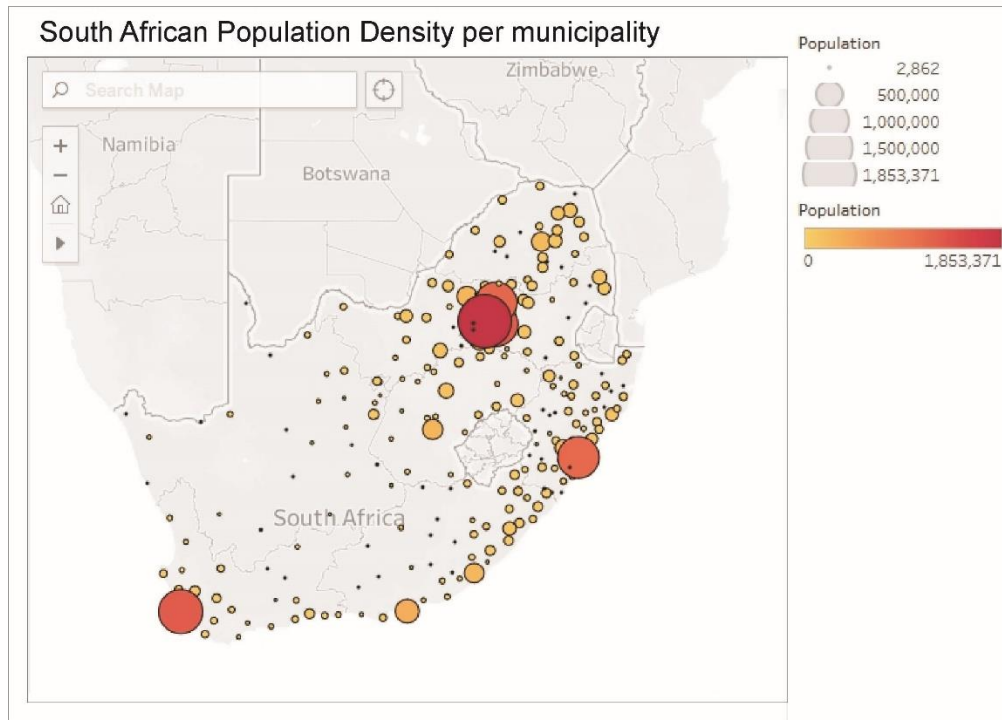 South African Population Density per municipality
Search Map
Zimbabwe
Namibia
Botswana
South Africa
Population
2,862
500,000
1,000,000
1,500,000
1,853,371
Population
0 1,853,371